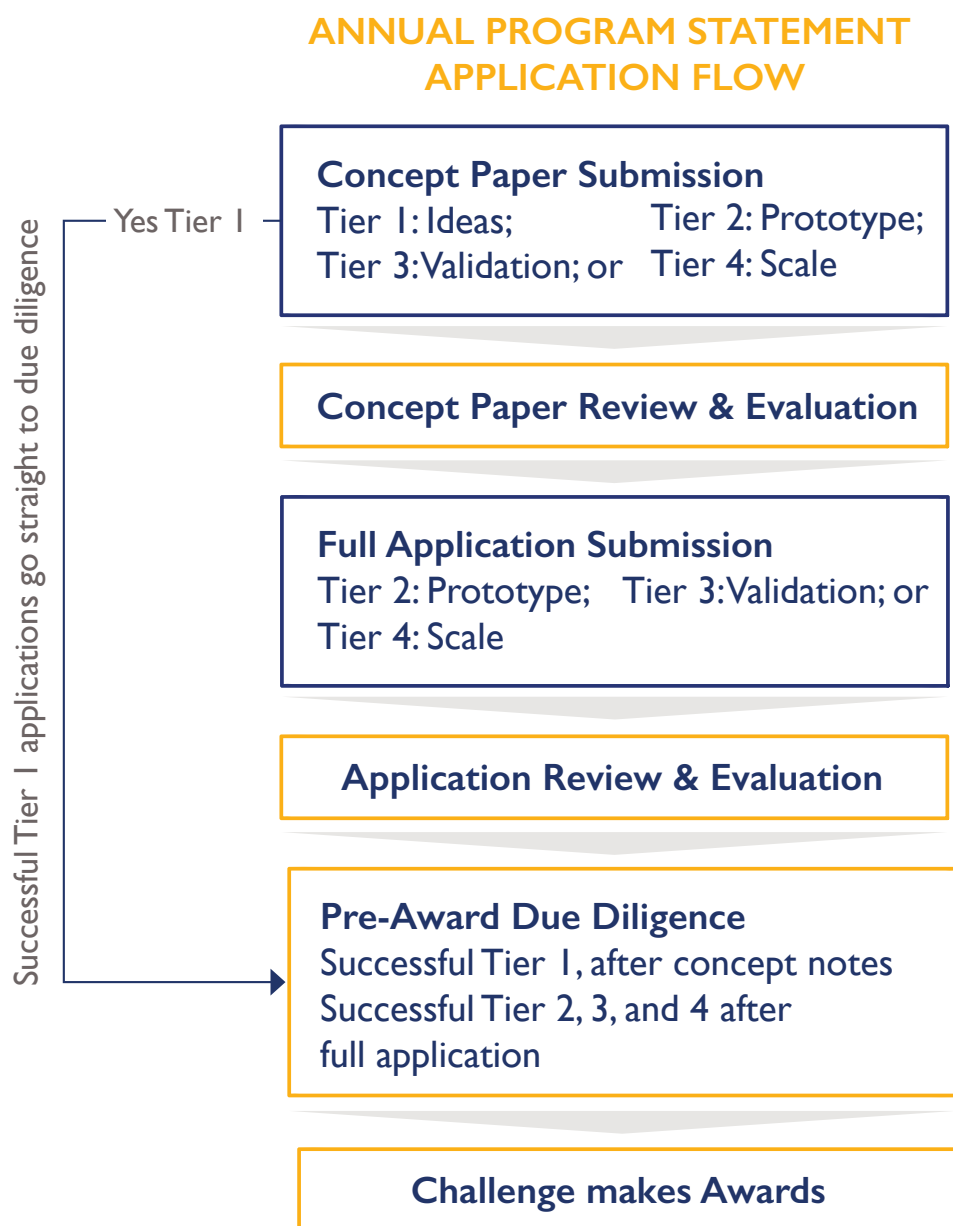 ANNUAL PROGRAM STATEMENT
APPLICATION FLOW
Concept Paper Submission
Tier 1: Ideas; Tier 2: Prototype;
Tier 3: Validation; or Tier 4: Scale
Yes Tier 1
Successful Tier 1 applications go straight to due diligence
Concept Paper Review & Evaluation
Full Application Submission
Tier 2: Prototype; Tier 3: Validation; or
Tier 4: Scale
Application Review & Evaluation
Pre-Award Due Diligence
Successful Tier 1, after concept notes
Successful Tier 2, 3, and 4 after
full application
Challenge makes Awards